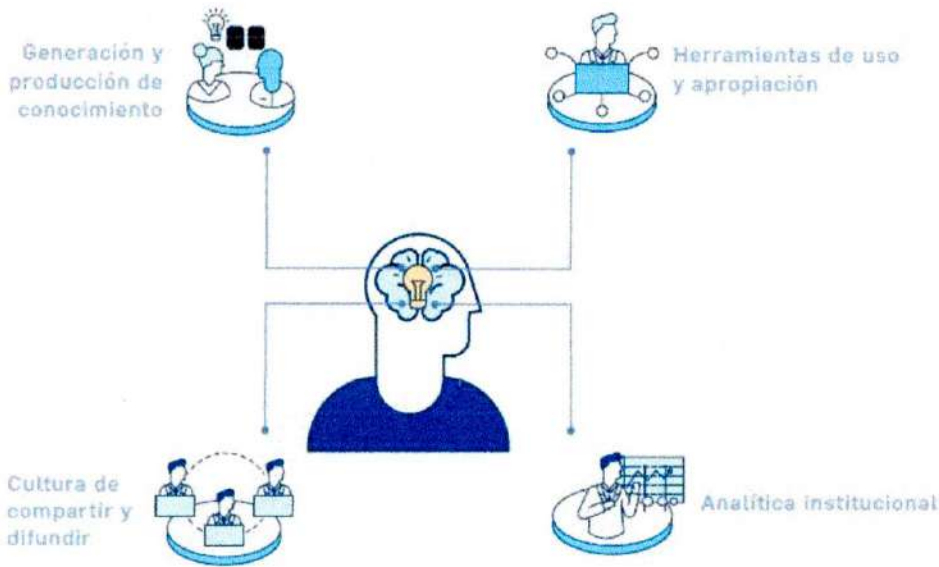 Generación y
producción de
conocimiento
Herramientas de uso
y apropiación
Cultura de
compartir y
difundir
Analítica institucional